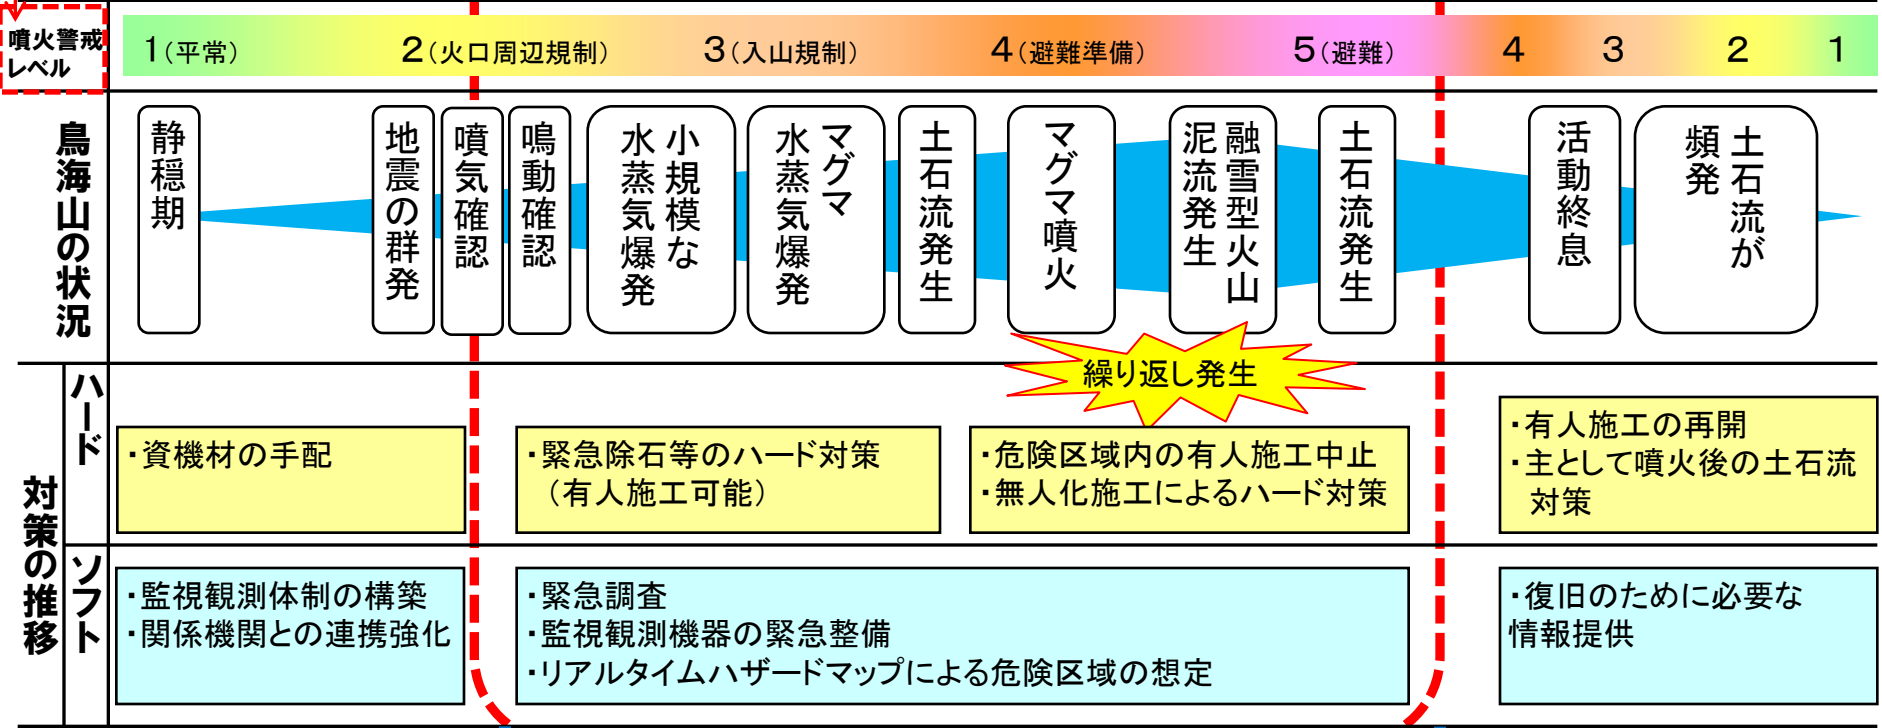 噴火警戒
レベル
1(平常)
2(火口周辺規制)
3(入山規制)
4(避難準備)
5(避難)
4
3
2
1
鳥海山の状況
静穏期
地震の群発
噴気確認
鳴動確認
小規模な
水蒸気爆発
マグマ
水蒸気爆発
土石流発生
マグマ噴火
融雪型火山
泥流発生
土石流発生
活動終息
土石流が
頻発
繰り返し発生
対策の推移
ハード
・資機材の手配
・緊急除石等のハード対策
(有人施工可能)
・危険区域内の有人施工中止
・無人化施工によるハード対策
・有人施工の再開
・主として噴火後の土石流
対策
ソフト
・監視観測体制の構築
・関係機関との連携強化
・緊急調査
・監視観測機器の緊急整備
・リアルタイムハザードマップによる危険区域の想定
・復旧のために必要な
情報提供